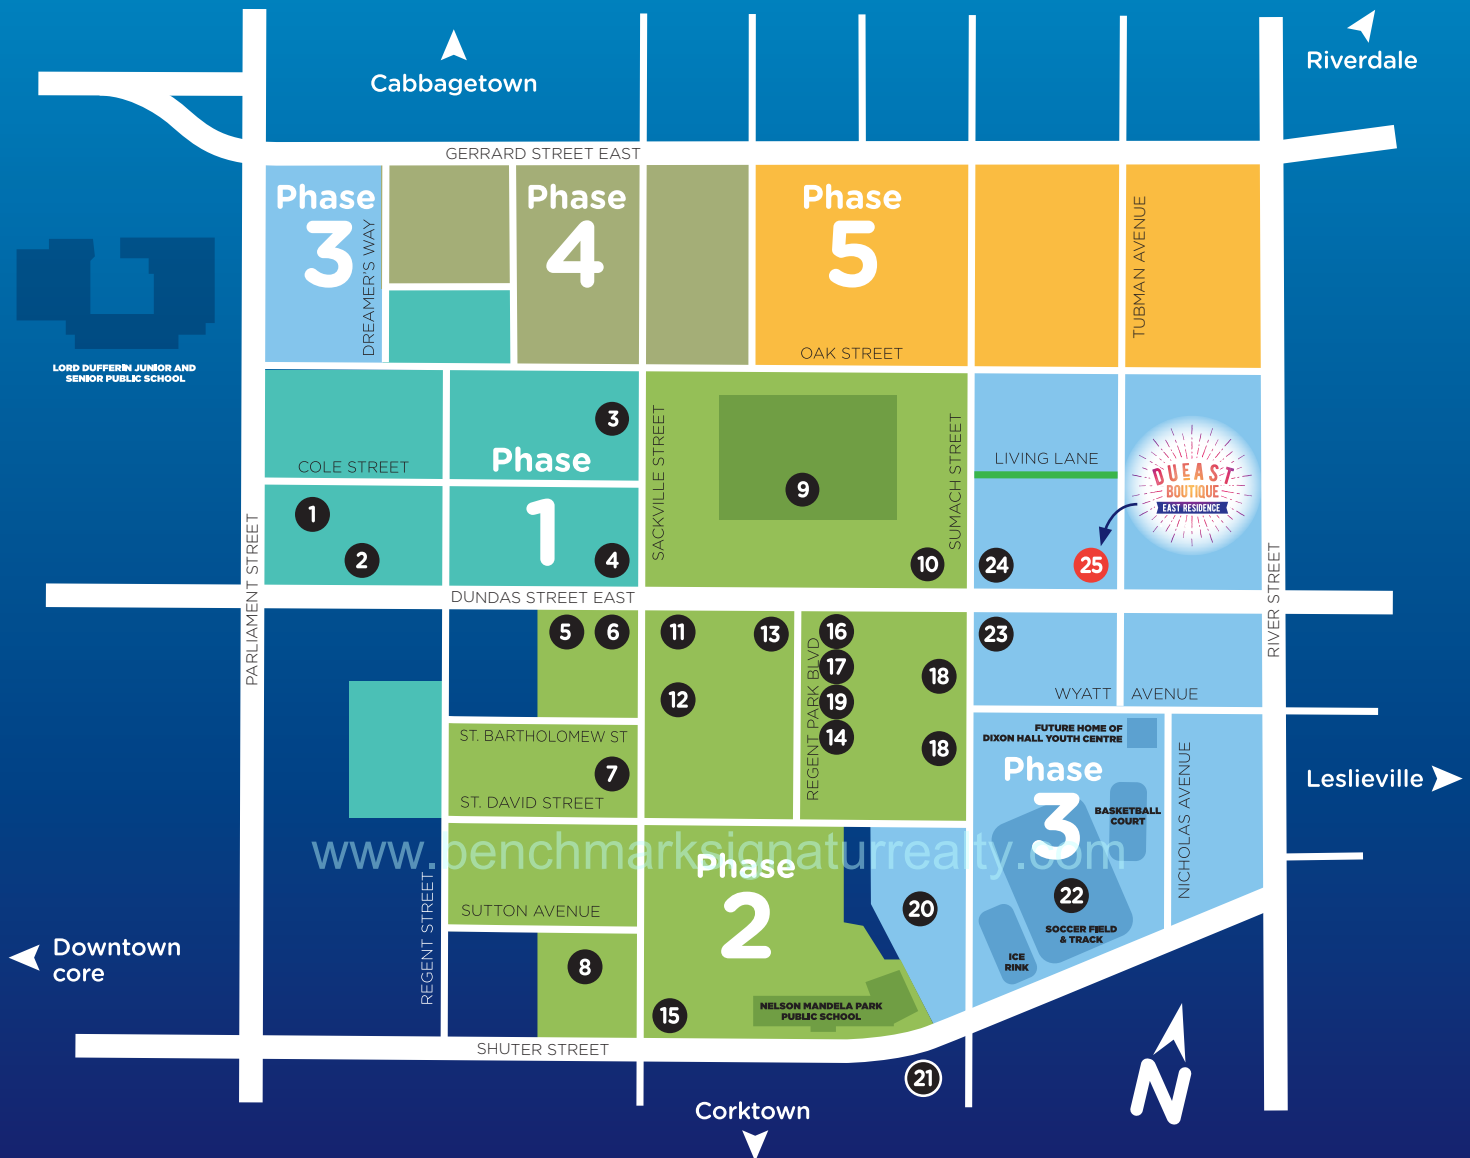 Cabbagetown
Riverdale
GERRARD STREET EAST
Phase
3
DREAMER'S WAY
Phase
4
Phase
5
TUBMAN AVENUE
OAK STREET
LORD DUFFERIN JUNIOR AND
SENIOR PUBLIC SCHOOL
3
Phase
1
COLE STREET
SACKVILLE STREET
9
SUMACH STREET
LIVING LANE
DUEAST
BOUTIQUE
EAST RESIDENCE
1
2
4
10
24
25
PARLIAMENT STREET
DUNDAS STREET EAST
RIVER STREET
5
6
11
13
16
17
19
14
REGENT PARK BLVD
12
18
18
23
WYATT AVENUE
ST. BARTHOLOMEW ST
7
ST. DAVID STREET
FUTURE HOME OF
DIXON HALL YOUTH CENTRE
Phase
3
BASKETBALL
COURT
NICHOLAS AVENUE
Leslieville
www.benchmarksignaturrealty.com
Phase
2
REGENT STREET
SUTTON AVENUE
20
22
SOCCER FIELD
& TRACK
ICE
RINK
Downtown
core
8
15
NELSON MANDELA PARK
PUBLIC SCHOOL
SHUTER STREET
21
N
Corktown